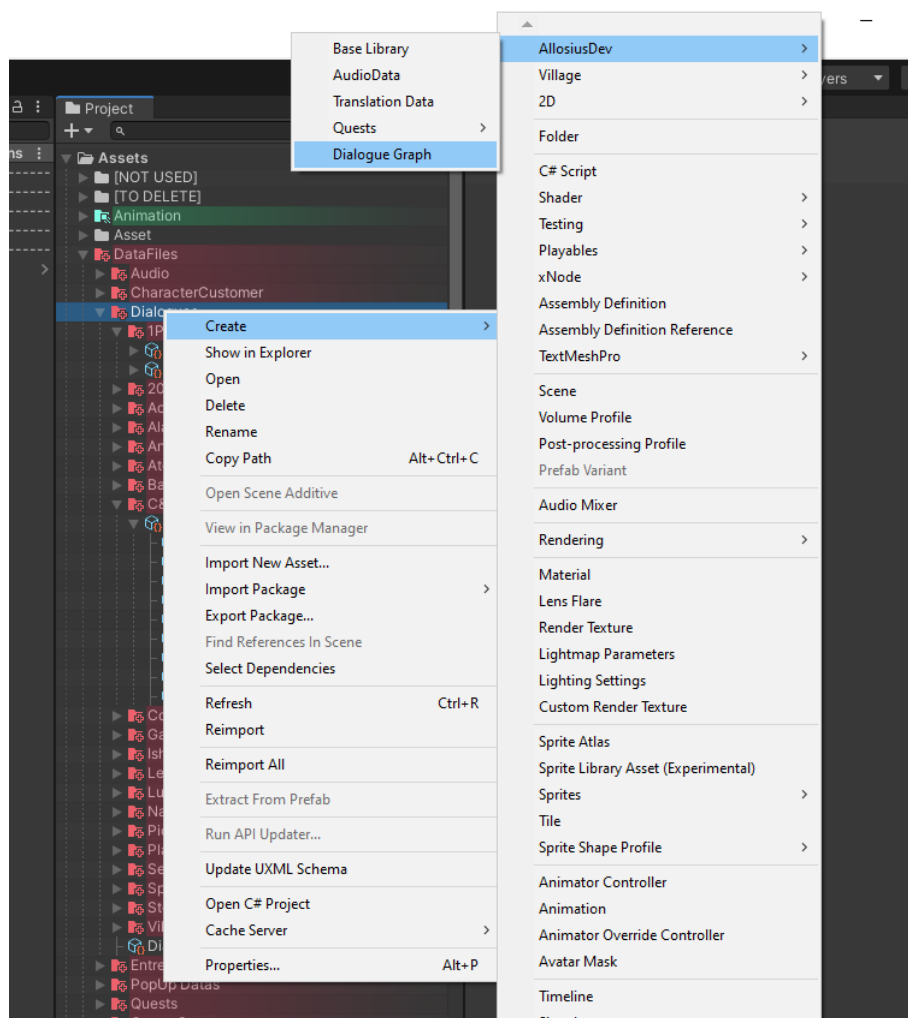 Base Library
AudioData
Translation Data
Quests
Dialogue Graph
AllosiusDev
Village
2D
Folder
C# Script
Shader
Testing
Playables
xNode
Assembly Definition
Assembly Definition Reference
TextMeshPro
Scene
Volume Profile
Post-processing Profile
Prefab Variant
Audio Mixer
Rendering
Material
Lens Flare
Render Texture
Lightmap Parameters
Lighting Settings
Custom Render Texture
Sprite Atlas
Sprite Library Asset (Experimental)
Sprites
Tile
Sprite Shape Profile
Animator Controller
Animation
Animator Override Controller
Avatar Mask
Timeline
Project
Assets
[NOT USED]
[TO DELETE]
Animation
Asset
DataFiles
Audio
CharacterCustomer
Create
Show in Explorer
Open
Delete
Rename
Copy Path Alt+Ctrl+C
Open Scene Additive
View in Package Manager
Import New Asset...
Import Package
Export Package...
Find References In Scene
Select Dependencies
Refresh Ctrl+R
Reimport
Reimport All
Extract From Prefab
Run API Updater...
Update UXML Schema
Open C# Project
Cache Server
Properties... Alt+P
PopUp Datas
Quests